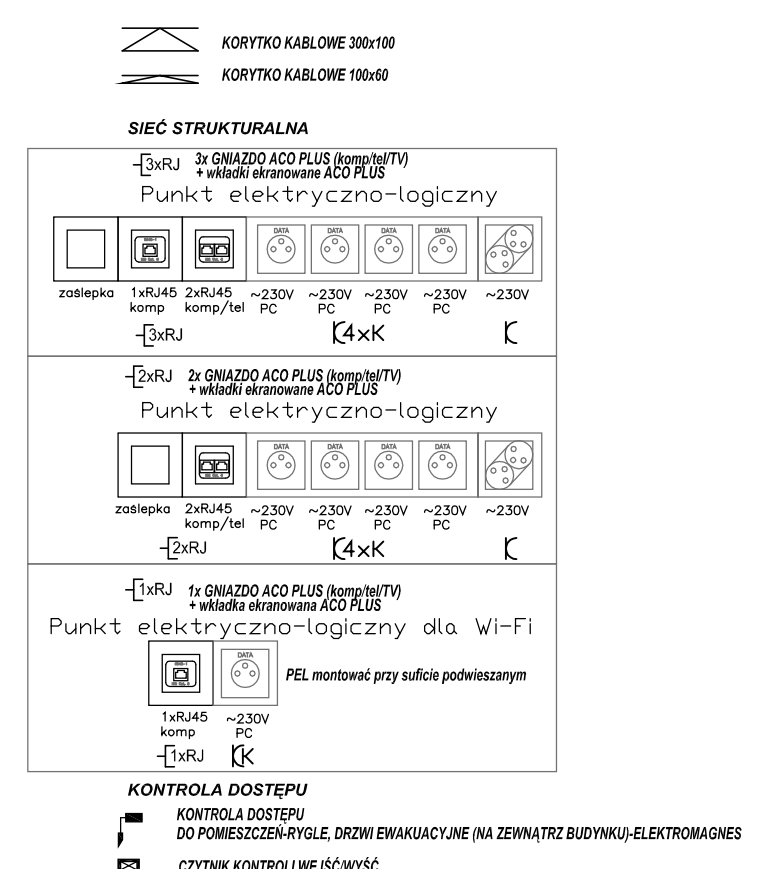 KORYTKO KABLOWE 300x100
KORYTKO KABLOWE 100x60
SIEĆ STRUKTURALNA
3xRJ 3x GNIAZDO ACO PLUS (komp/tel/TV)
+ wkładki ekranowane ACO PLUS
Punkt elektryczno-logiczny
DATA DATA DATA DATA
zaślepka 1xRJ45 2xRJ45 ~230V ~230V ~230V ~230V ~230V
komp komp/tel PC PC PC PC
3xRJ 4xK
2xRJ 2x GNIAZDO ACO PLUS (komp/tel/TV)
+ wkładki ekranowane ACO PLUS
Punkt elektryczno-logiczny
DATA DATA DATA DATA
zaślepka 2xRJ45 ~230V ~230V ~230V ~230V ~230V
komp/tel PC PC PC PC
2xRJ 4xK
1xRJ 1x GNIAZDO ACO PLUS (komp/tel/TV)
+ wkładka ekranowana ACO PLUS
Punkt elektryczno-logiczny dla Wi-Fi
DATA
PEL montować przy suficie podwieszanym
1xRJ45 ~230V
komp PC
1xRJ K
KONTROLA DOSTĘPU
KONTROLA DOSTĘPU
DO POMIESZCZEŃ-RYGLE, DRZWI EWAKUACYJNE (NA ZEWNĄTRZ BUDYNKU)-ELEKTROMAGNES
CZYTNIK KONTROLI WEJŚĆ/WYŚĆ